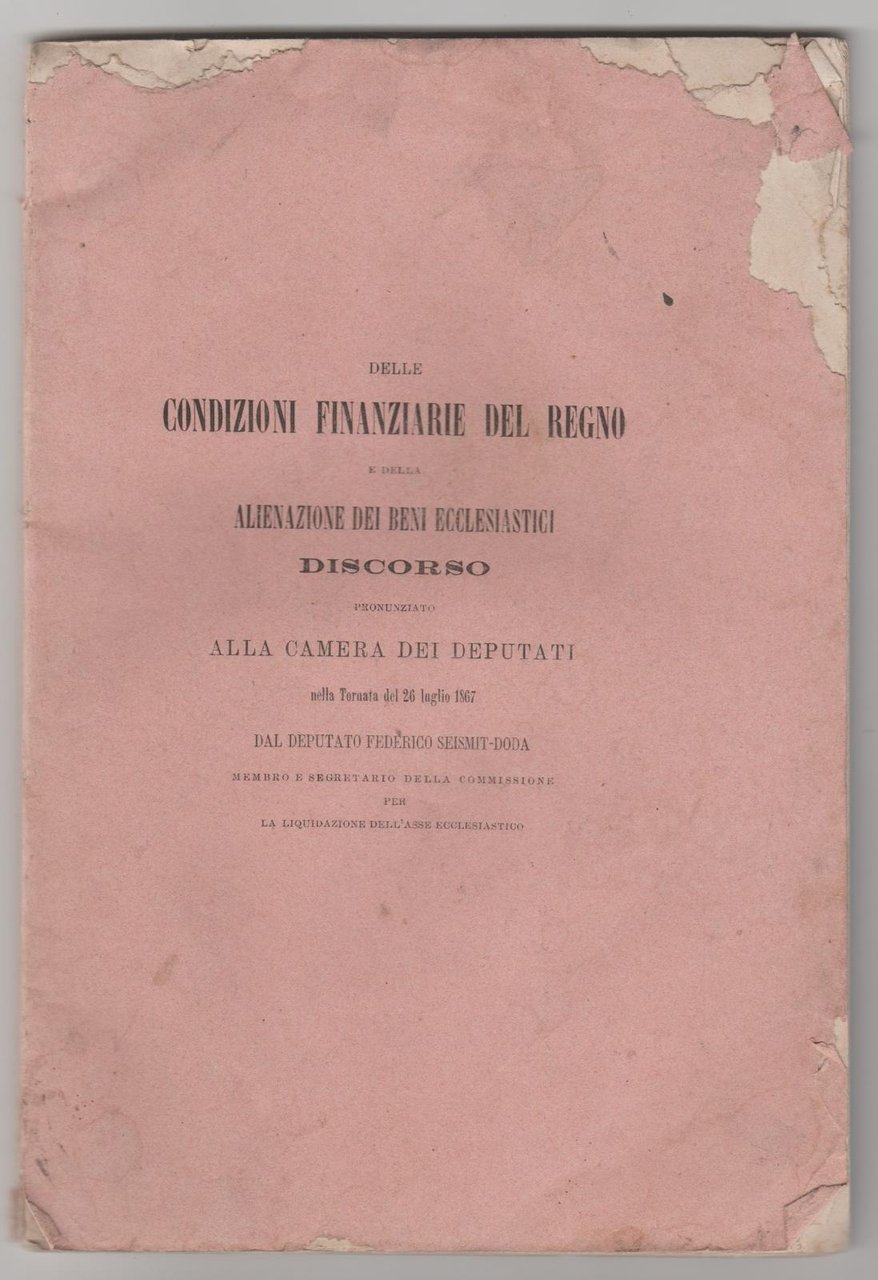 DELLE
CONDIZIONI FINANZIARIE DEL REGNO
E DELLA
ALIENAZIONE DEI BENI ECCLESIASTICI
DISCORSO
PRONUNZIATO
ALLA CAMERA DEI DEPUTATI
nella Tornata del 26 luglio 1867
DAL DEPUTATO FEDERICO SEISMIT-DODA
MEMBRO E SEGRETARIO DELLA COMMISSIONE
PER
LA LIQUIDAZIONE DELL'ASSE ECCLESIASTICO